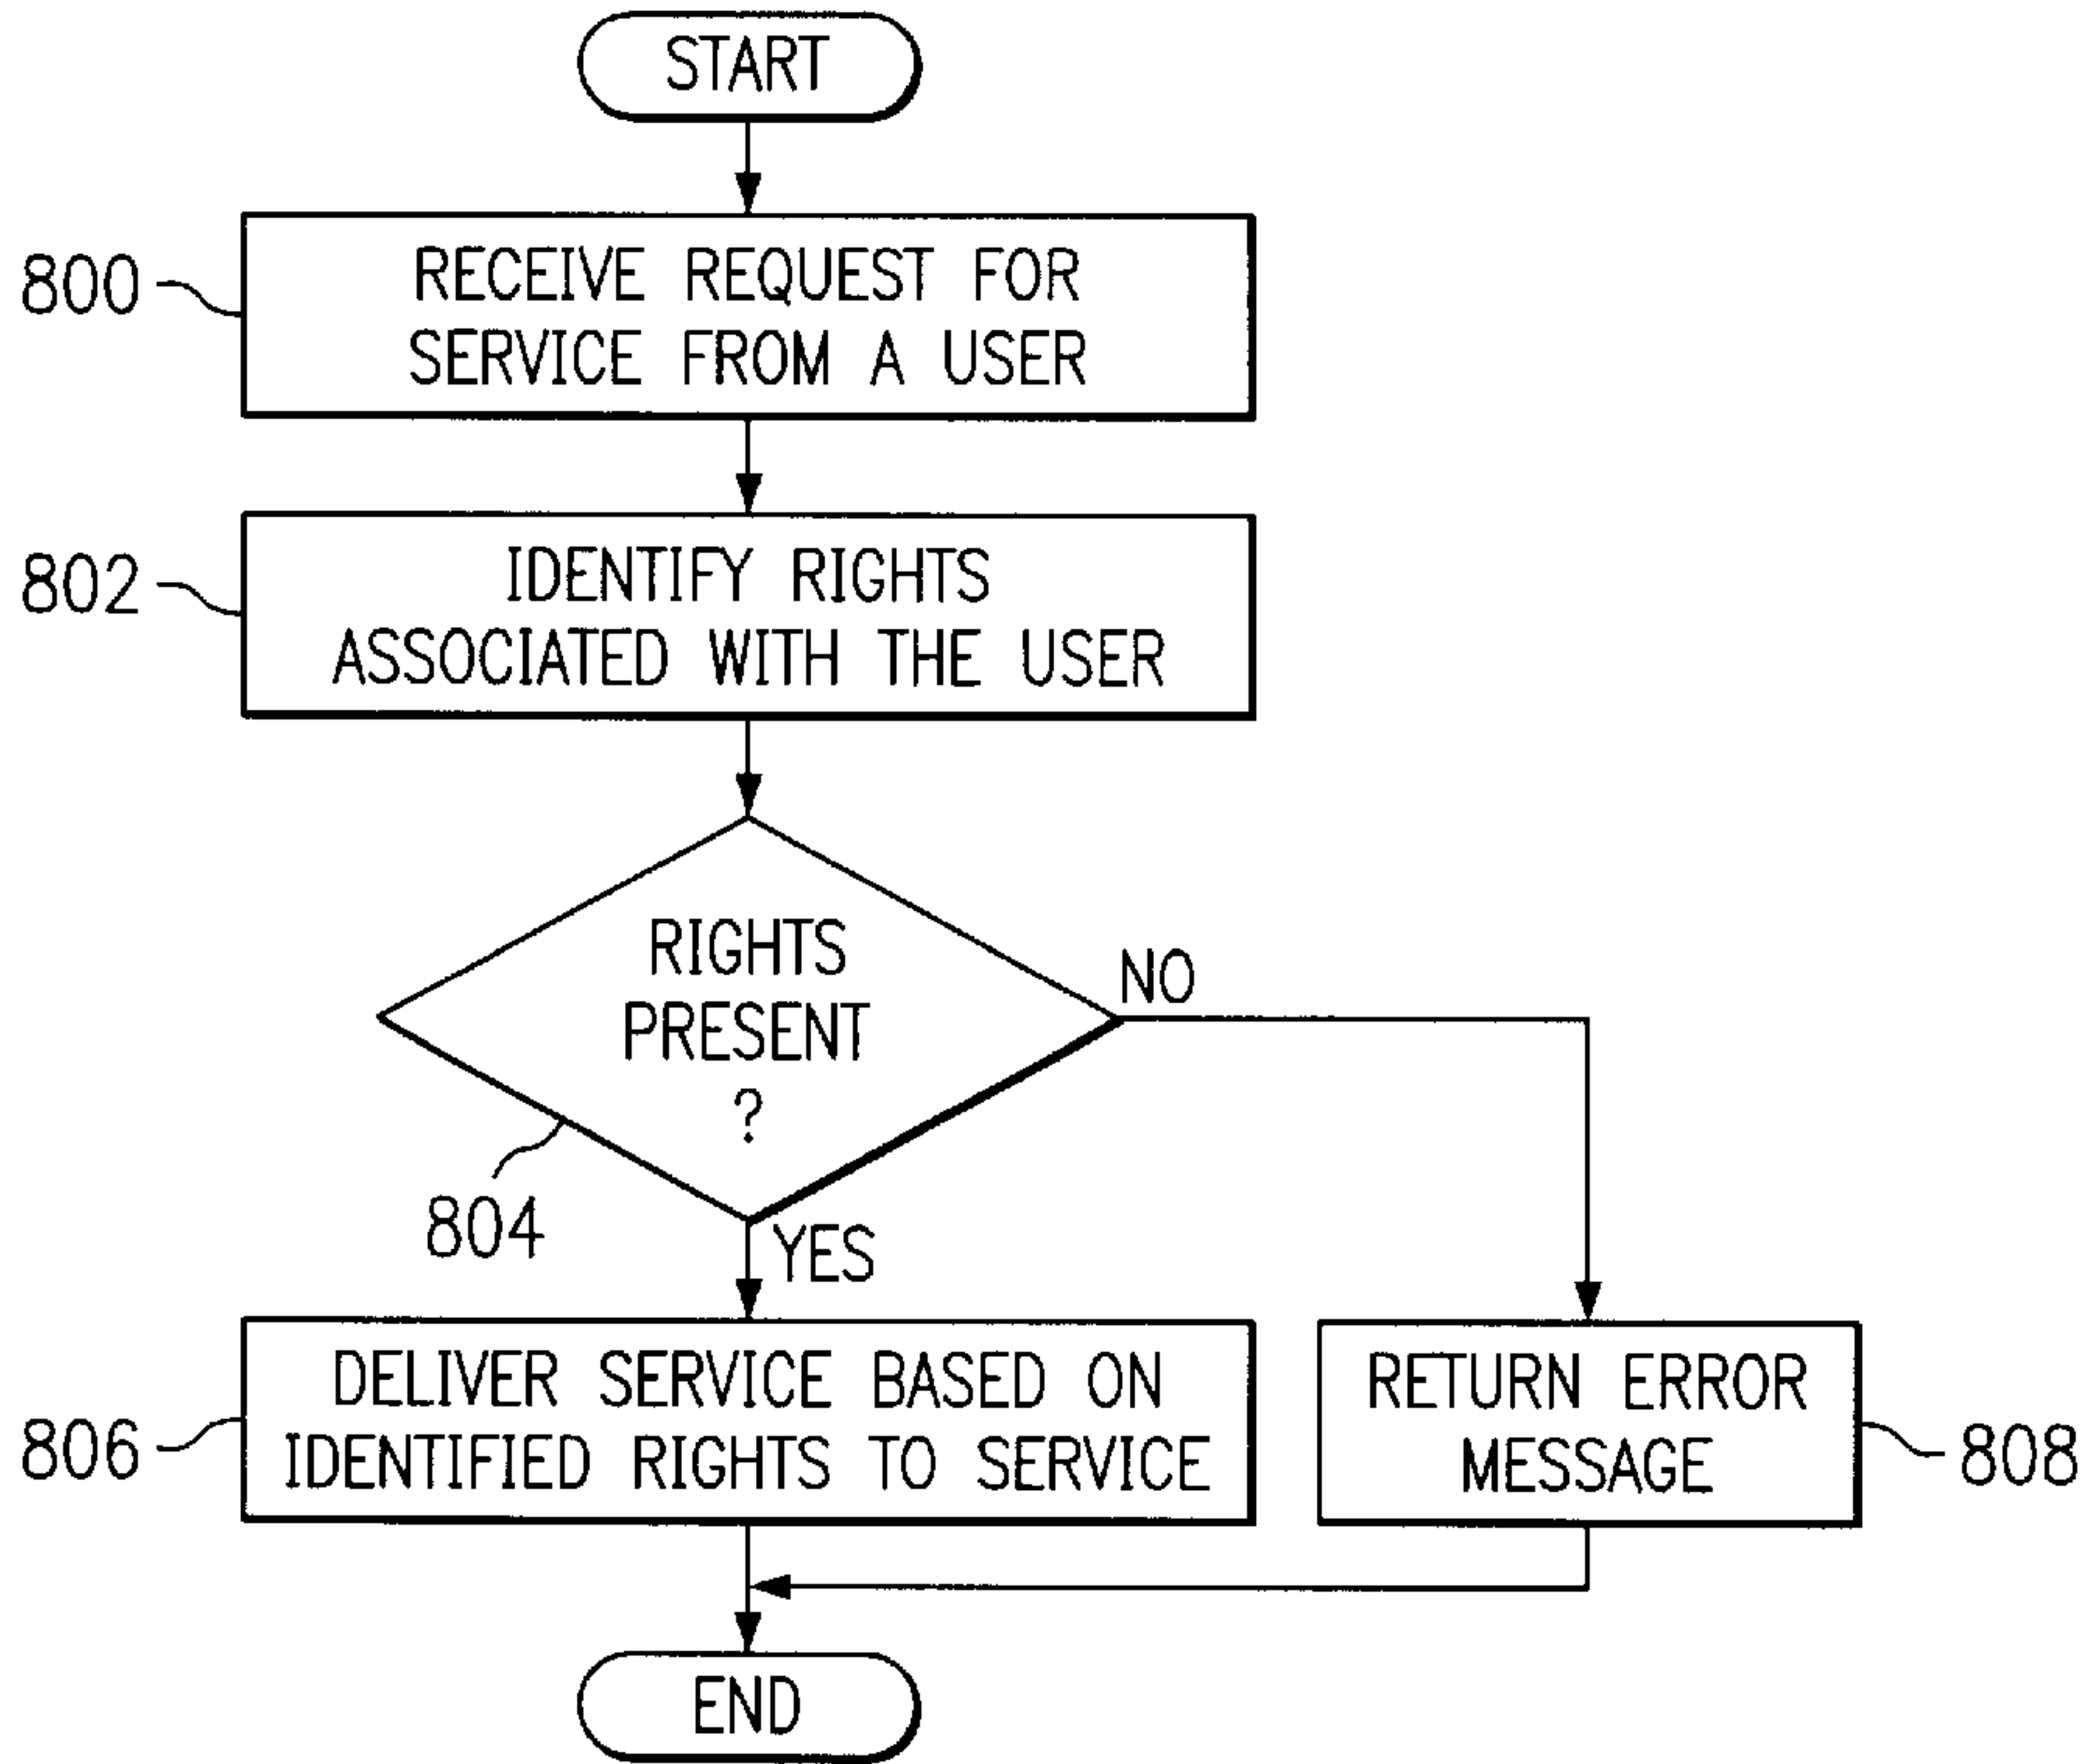 START
800
RECEIVE REQUEST FOR
SERVICE FROM A USER
802
IDENTIFY RIGHTS
ASSOCIATED WITH THE USER
RIGHTS
PRESENT
?
NO
804
YES
806
DELIVER SERVICE BASED ON
IDENTIFIED RIGHTS TO SERVICE
RETURN ERROR
MESSAGE
808
END